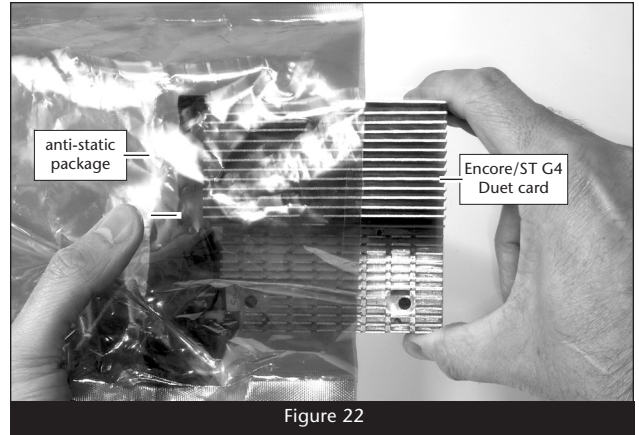 anti-static
package
Encore/ST G4
Duet card
Figure 22